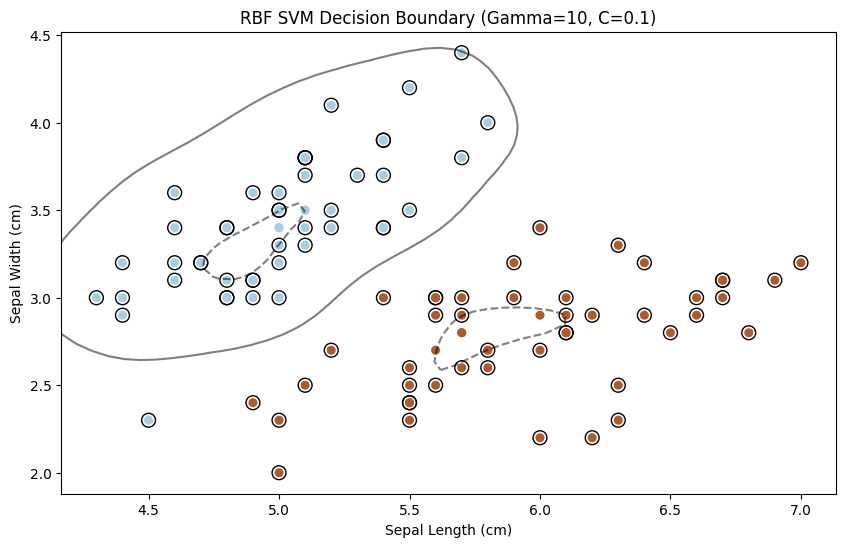 RBF SVM Decision Boundary (Gamma=10, C=0.1)
4.5
4.0
3.5
3.0
2.5
2.0
Sepal Width (cm)
4.5 5.0 5.5 6.0 6.5 7.0
Sepal Length (cm)